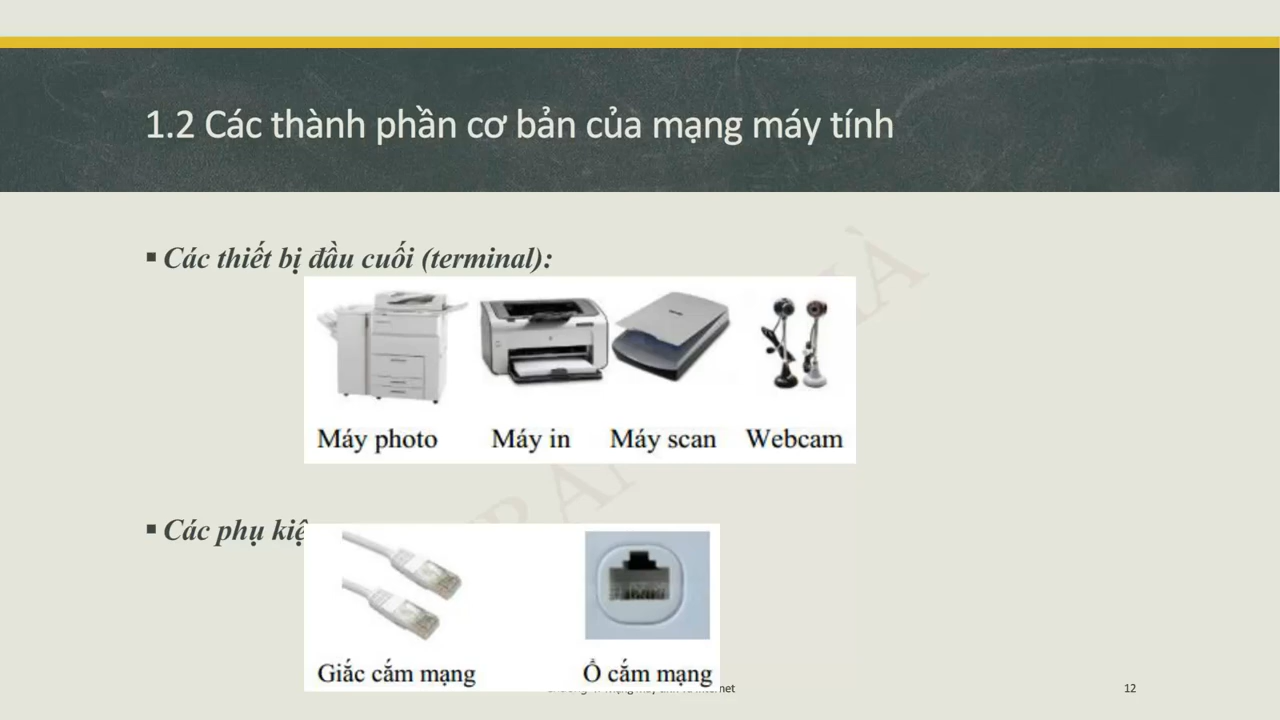 1.2 Các thành phần cơ bản của mạng máy tính
▪ Các thiết bị đầu cuối (terminal):
Máy photo Máy in Máy scan Webcam
▪ Các phụ
Giắc cắm mạng Ổ cắm mạng
12